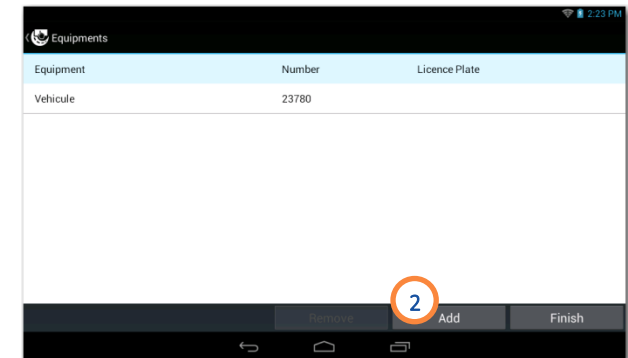 2:23 PM
Equipments
Equipment Number Licence Plate
Vehicule 23780
2
Remove Add Finish